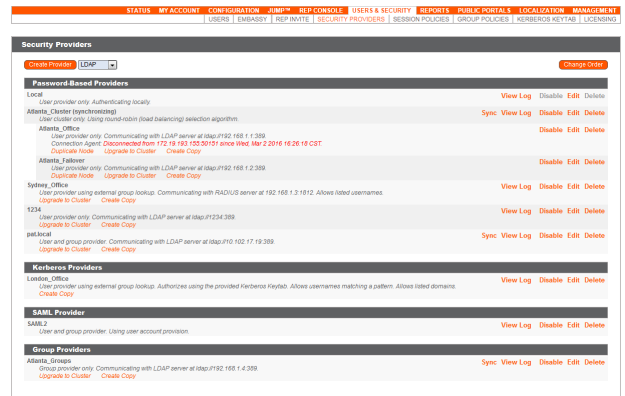 STATUS MY ACCOUNT CONFIGURATION JUMP™ REP CONSOLE USERS & SECURITY REPORTS PUBLIC PORTALS LOCALIZATION MANAGEMENT
USERS EMBASSY REP INVITE SECURITY PROVIDERS SESSION POLICIES GROUP POLICIES KERBEROS KEYTAB LICENSING
Security Providers
Create Provider LDAP Change Order
Password-Based Providers
Local View Log Disable Edit Delete
User provider only. Authenticating locally.
Atlanta_Cluster (synchronizing) Sync View Log Disable Edit Delete
User cluster only. Using round-robin (load balancing) selection algorithm.
Atlanta_Office Disable Edit Delete
User provider only. Communicating with LDAP server at ldap://192.168.1.1:389.
Connection Agent: Disconnected from 172.19.193.155:50151 since Wed, Mar 2 2016 16:26:18 CST.
Duplicate Node Upgrade to Cluster Create Copy
Atlanta_Failover Disable Edit Delete
User provider only. Communicating with LDAP server at ldap://192.168.1.2:389.
Duplicate Node Upgrade to Cluster Create Copy
Sydney_Office View Log Disable Edit Delete
User provider using external group lookup. Communicating with RADIUS server at 192.168.1.3:1812. Allows listed usernames.
Upgrade to Cluster Create Copy
1234 View Log Disable Edit Delete
User provider only. Communicating with LDAP server at ldap://1234:389.
Upgrade to Cluster Create Copy
pat.local Sync View Log Disable Edit Delete
User and group provider. Communicating with LDAP server at ldap://10.102.17.19:389.
Upgrade to Cluster Create Copy
Kerberos Providers
London_Office View Log Disable Edit Delete
User provider using external group lookup. Authorizes using the provided Kerberos Keytab. Allows usernames matching a pattern. Allows listed domains.
Create Copy
SAML Provider
SAML2 View Log Disable Edit Delete
User and group provider. Using user account provision.
Group Providers
Atlanta_Groups Sync View Log Disable Edit Delete
Group provider only. Communicating with LDAP server at ldap://192.168.1.4:389.
Upgrade to Cluster Create Copy